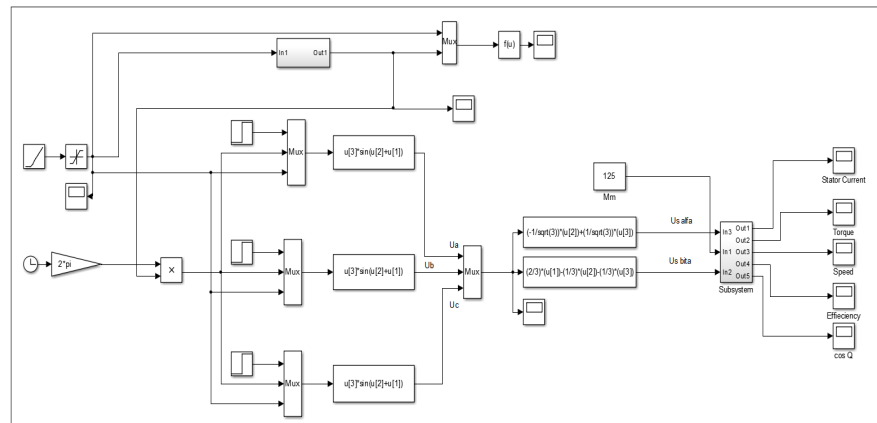 In1
Out1
Mux
f(u)
Mux
u[3]*sin(u[2]+u[1])
125
Mm
Stator Current
2*pi
×
Mux
u[3]*sin(u[2]+u[1])
Ua
Ub
Uc
Mux
(-1/sqrt(3))*(u[2])+(1/sqrt(3))*(u[3])
(2/3)*(u[1])-(1/3)*(u[2])-(1/3)*(u[3])
Us alfa
Us bita
In3
In1
In2
Out1
Out2
Out3
Out4
Out5
Subsystem
Torque
Speed
Effieciency
cos Q
Mux
u[3]*sin(u[2]+u[1])